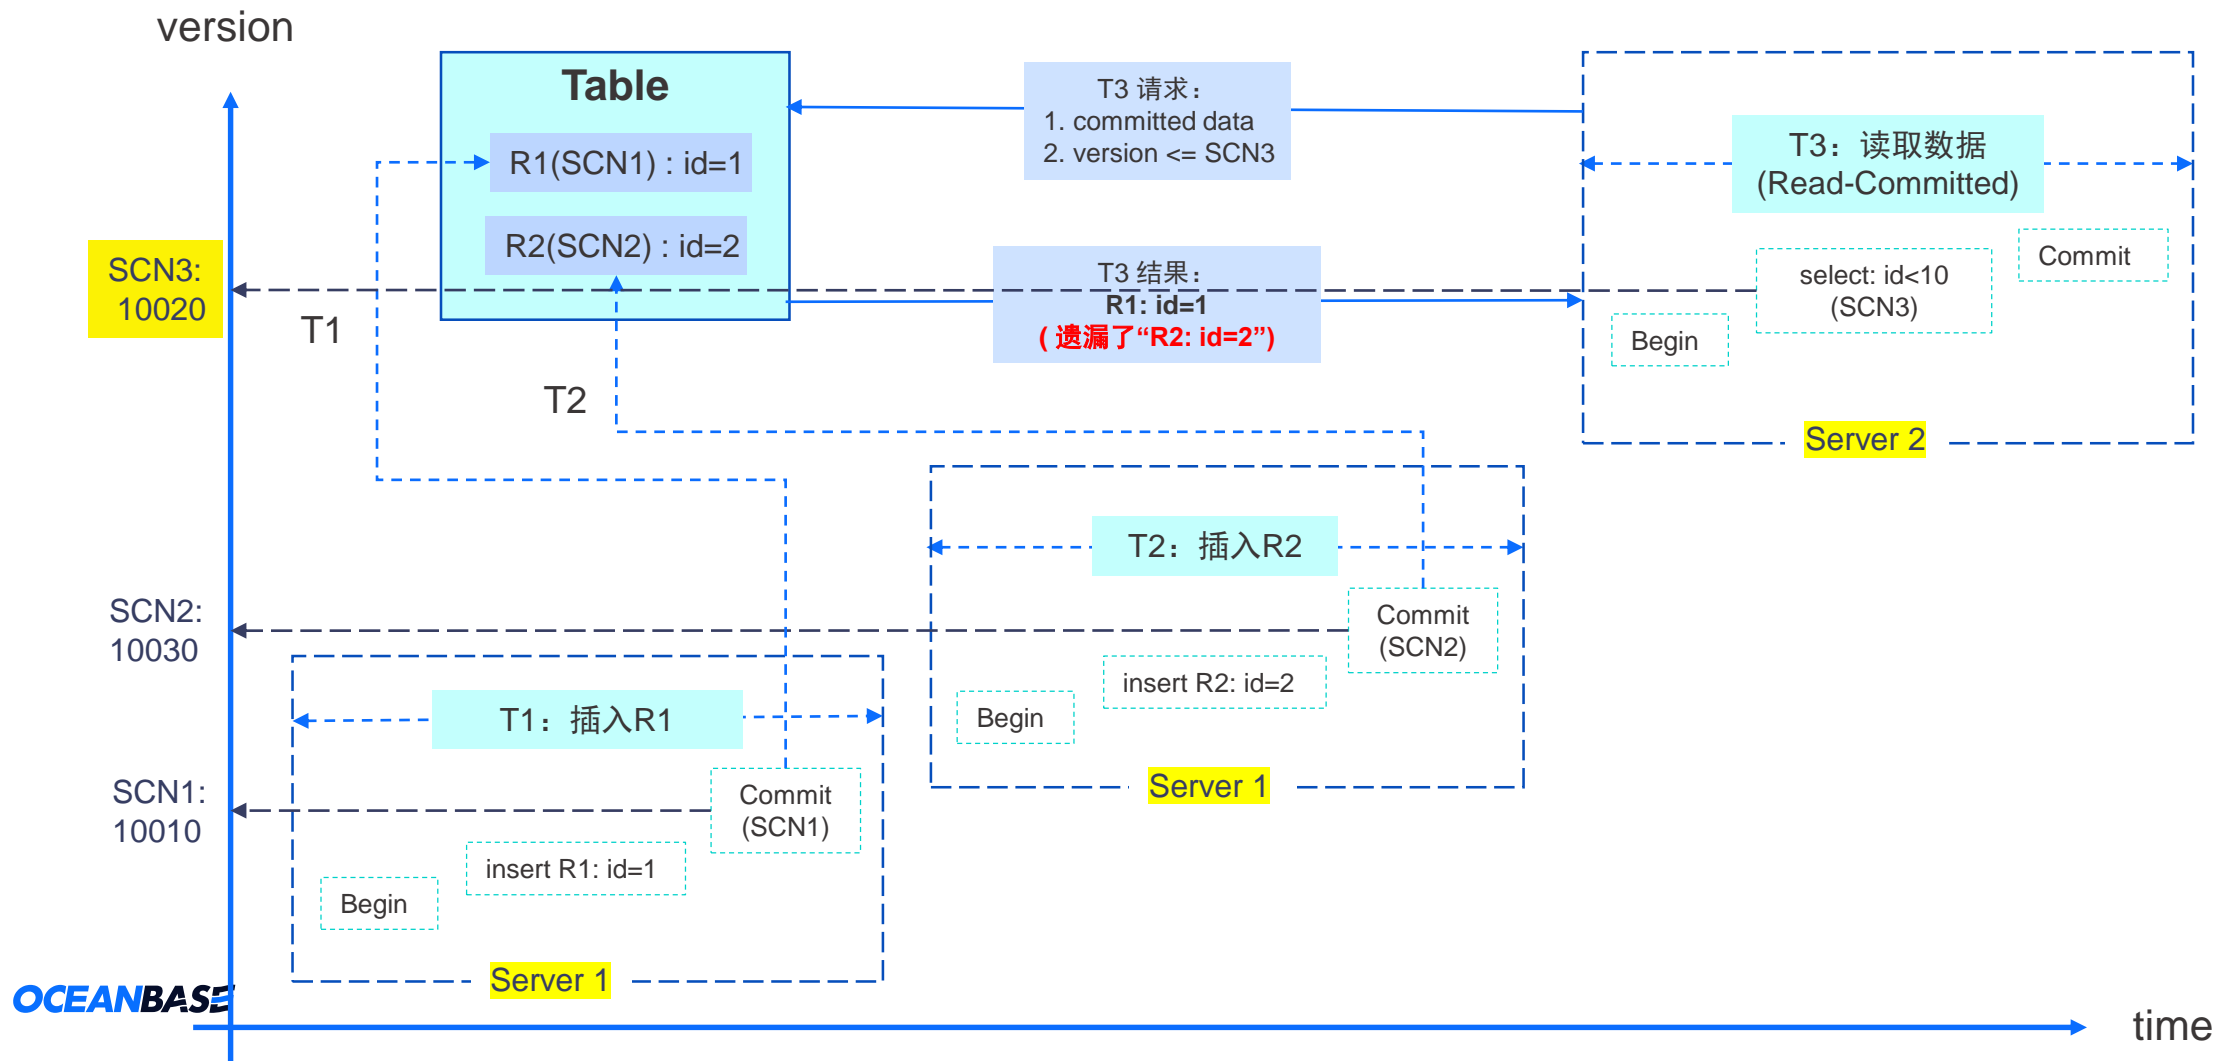 version
Table
R1(SCN1) : id=1
R2(SCN2) : id=2
T3 请求：
1. committed data
2. version <= SCN3
T3：读取数据
(Read-Committed)
Commit
select: id<10
(SCN3)
Begin
Server 2
SCN3:
10020
T1
T3 结果：
R1: id=1
( 遗漏了“R2: id=2”)
T2
T2：插入R2
Commit
(SCN2)
insert R2: id=2
Begin
Server 1
SCN2:
10030
T1：插入R1
SCN1:
10010
Commit
(SCN1)
insert R1: id=1
Begin
Server 1
OCEANBASE
time